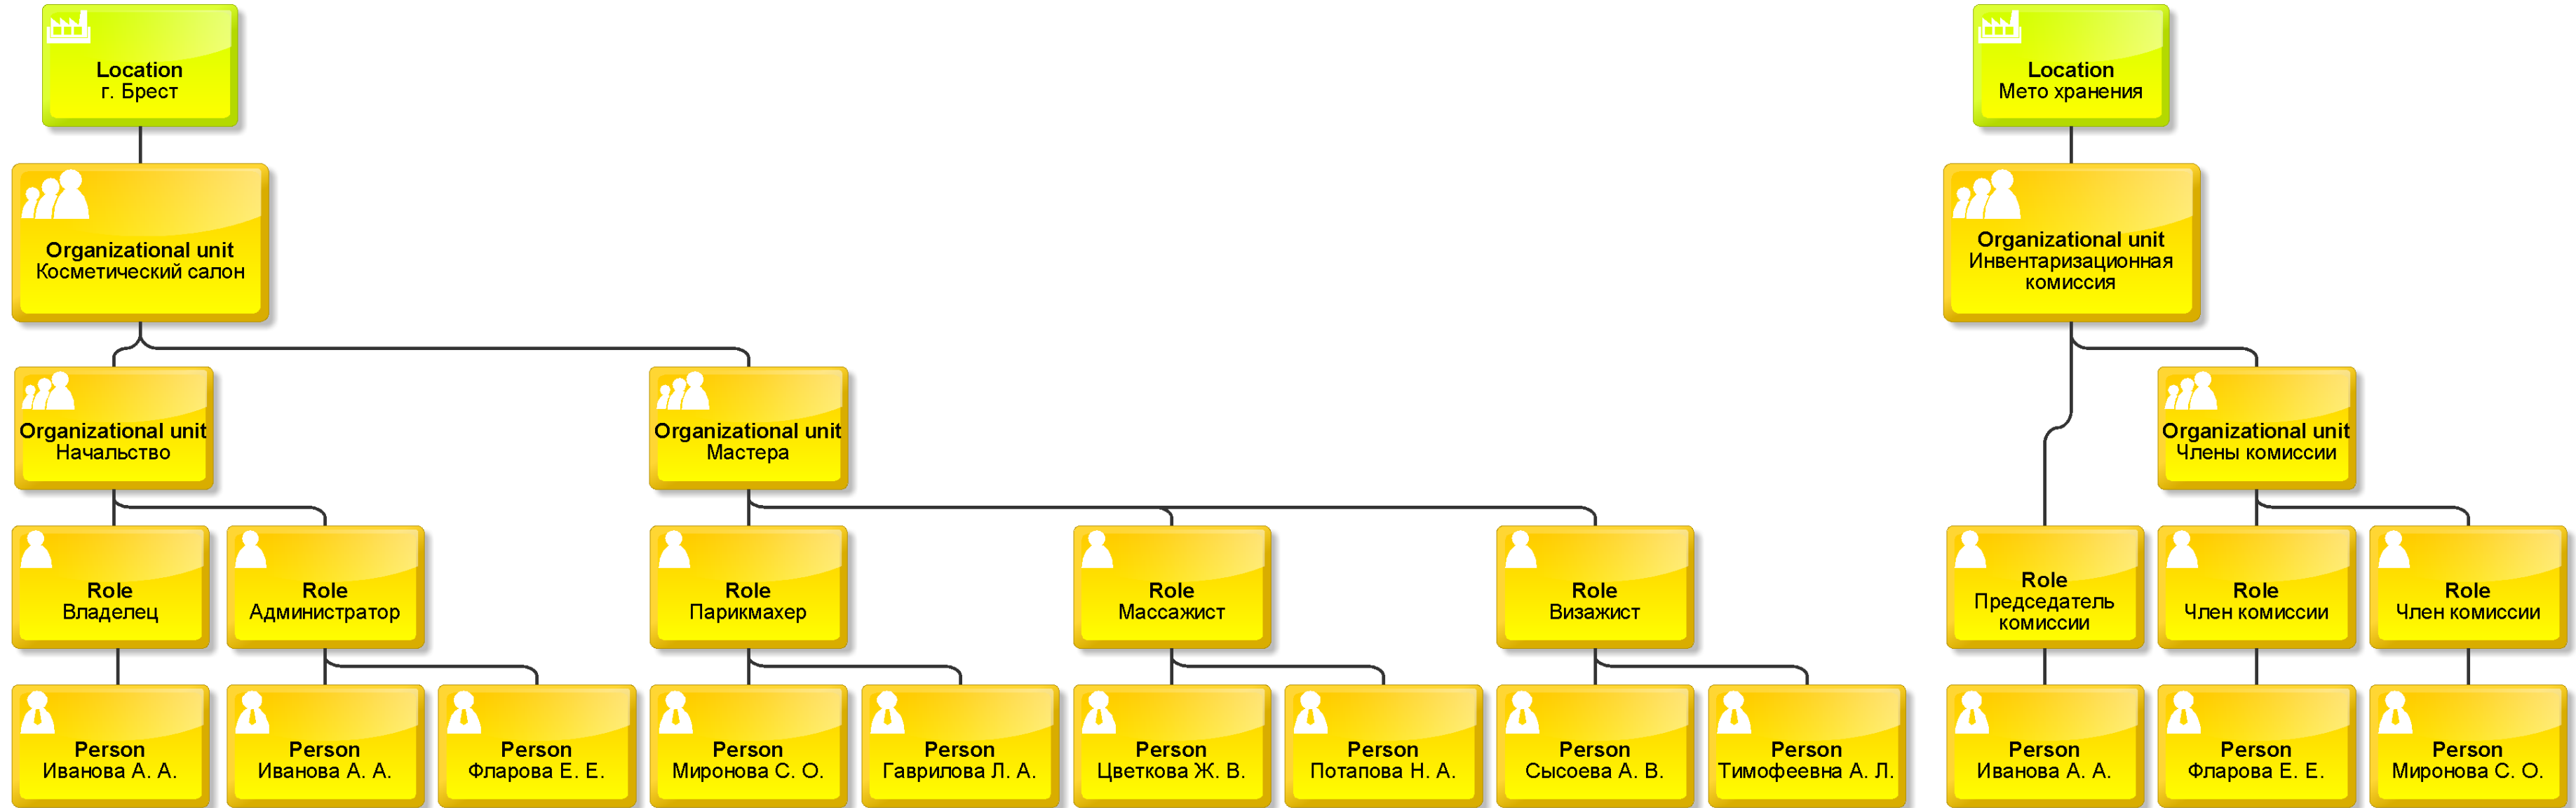 Location
г. Брест
Location
Мето хранения
Organizational unit
Косметический салон
Organizational unit
Инвентаризационная
комиссия
Organizational unit
Начальство
Organizational unit
Мастера
Organizational unit
Члены комиссии
Role
Владелец
Role
Администратор
Role
Парикмахер
Role
Массажист
Role
Визажист
Role
Председатель
комиссии
Role
Член комиссии
Role
Член комиссии
Person
Иванова А. А.
Person
Иванова А. А.
Person
Фларова Е. Е.
Person
Миронова С. О.
Person
Гаврилова Л. А.
Person
Цветкова Ж. В.
Person
Потапова Н. А.
Person
Сысоева А. В.
Person
Тимофеевна А. Л.
Person
Иванова А. А.
Person
Фларова Е. Е.
Person
Миронова С. О.